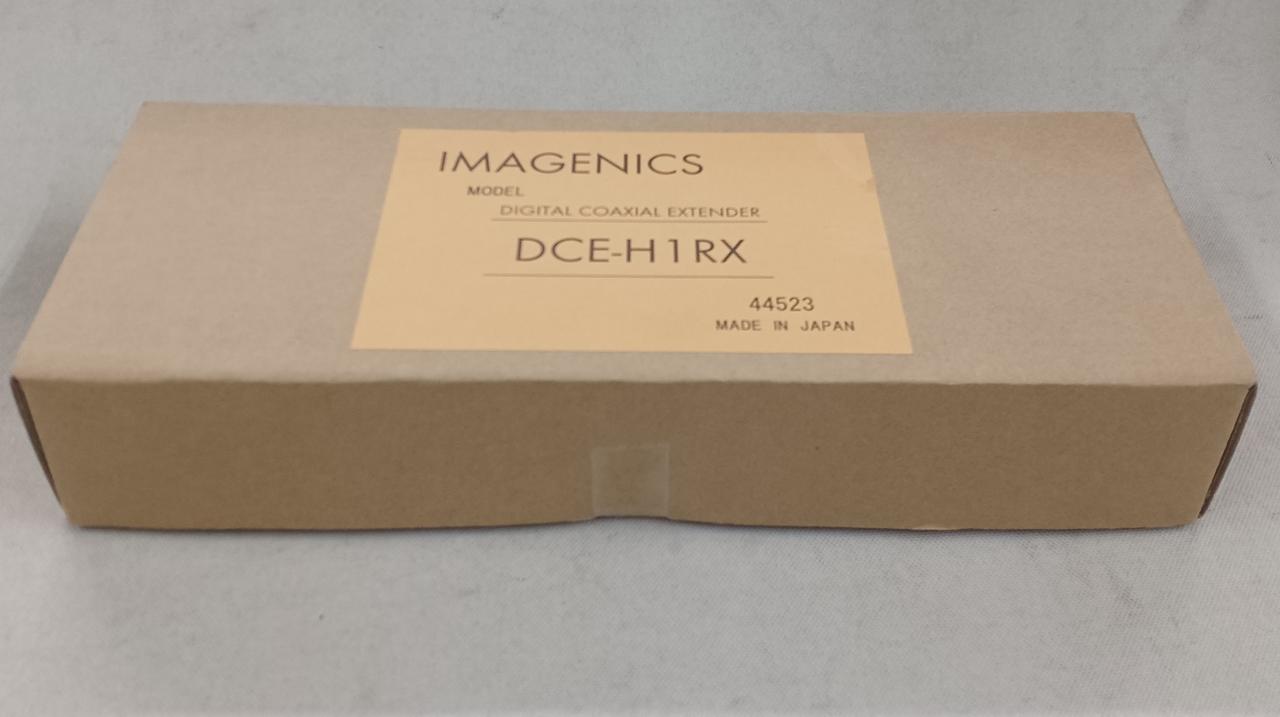 IMAGENICS
MODEL
DIGITAL COAXIAL EXTENDER
DCE-H1RX
44523
MADE IN JAPAN